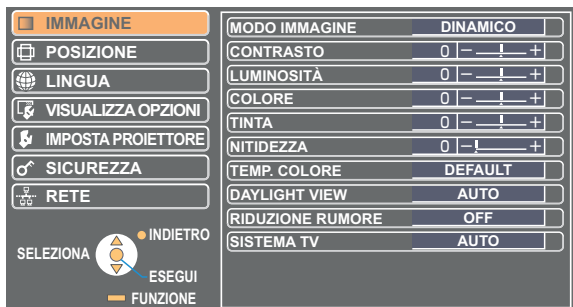 IMMAGINE
POSIZIONE
LINGUA
VISUALIZZA OPZIONI
IMPOSTA PROIETTORE
SICUREZZA
RETE
INDIETRO
SELEZIONA
ESEGUI
FUNZIONE
MODO IMMAGINE DINAMICO
CONTRASTO 0 − +
LUMINOSITÀ 0 − +
COLORE 0 − +
TINTA 0 − +
NITIDEZZA 0 − +
TEMP. COLORE DEFAULT
DAYLIGHT VIEW AUTO
RIDUZIONE RUMORE OFF
SISTEMA TV AUTO